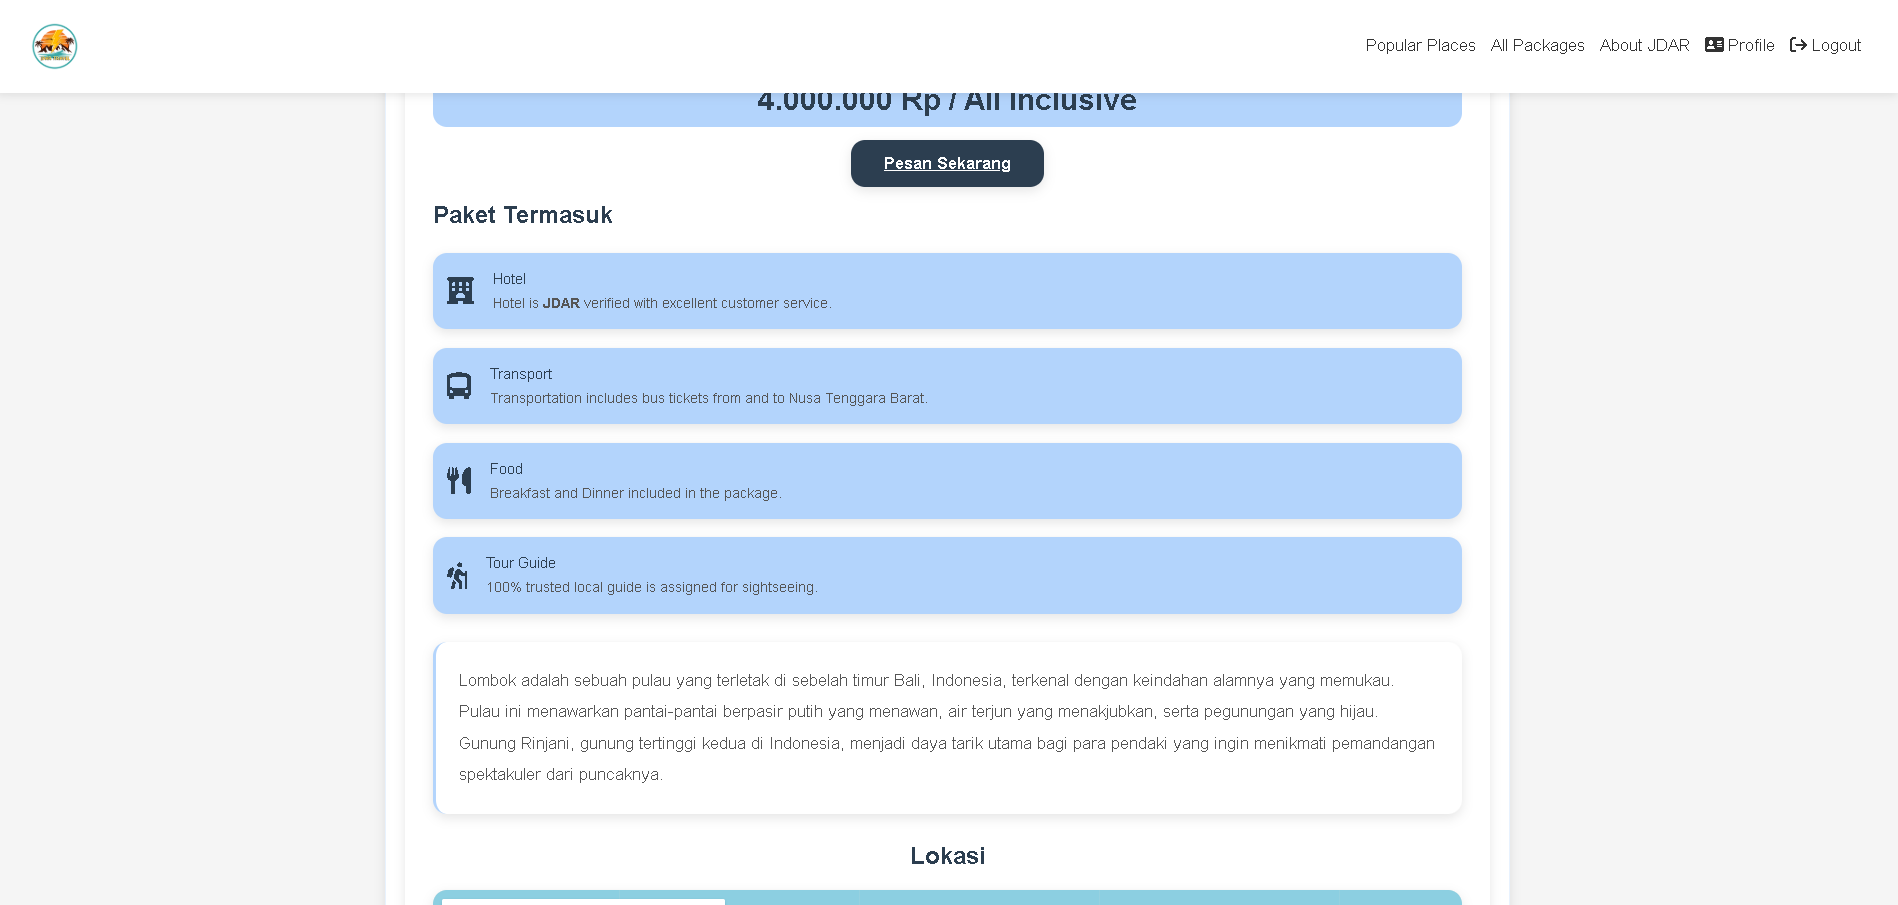 Popular Places All Packages About JDAR Profile Logout
4.000.000 Rp / All Inclusive
Pesan Sekarang
Paket Termasuk
Hotel
Hotel is JDAR verified with excellent customer service.
Transport
Transportation includes bus tickets from and to Nusa Tenggara Barat.
Food
Breakfast and Dinner included in the package.
Tour Guide
100% trusted local guide is assigned for sightseeing.
Lombok adalah sebuah pulau yang terletak di sebelah timur Bali, Indonesia, terkenal dengan keindahan alamnya yang memukau.
Pulau ini menawarkan pantai-pantai berpasir putih yang menawan, air terjun yang menakjubkan, serta pegunungan yang hijau.
Gunung Rinjani, gunung tertinggi kedua di Indonesia, menjadi daya tarik utama bagi para pendaki yang ingin menikmati pemandangan
spektakuler dari puncaknya.
Lokasi